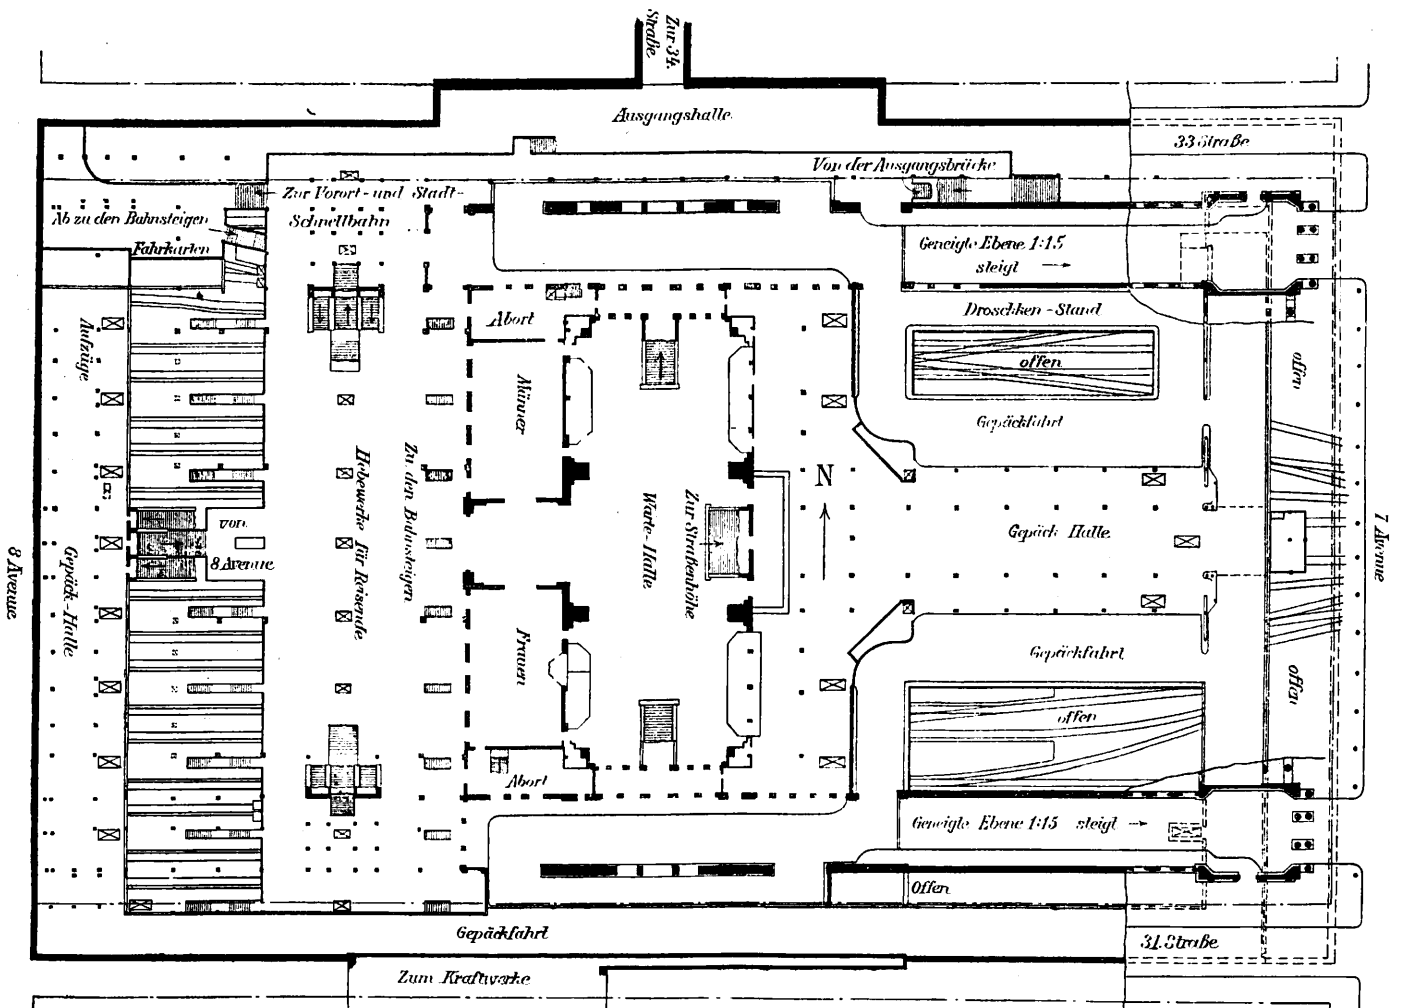 Zur 34.
Straße.
Ausgangshalle.
33 Straße
Von der Ausgangsbrücke
Zur Vorort- und Stadt-
Schnellbahn
Ab zu den Bahnsteigen
Fahrkarten
Geneigte Ebene 1:15
steigt
Droschken-Stand
offen
offen
Abort
Aufzüge
Männer
Gepäckfahrt
Zu den Bahnsteigen
Hebewerke für Reisende
Warte-Halle
Zur Straßenhöhe
N
von
8 Avenue
Gepäck Halle.
8 Avenue
Gepäck-Halle
7 Avenue
Frauen
Gepäckfahrt
offen
offen
Abort
Geneigte Ebene 1:15 steigt
Offen
Gepäckfahrt
31. Straße
Zum Kraftwerke